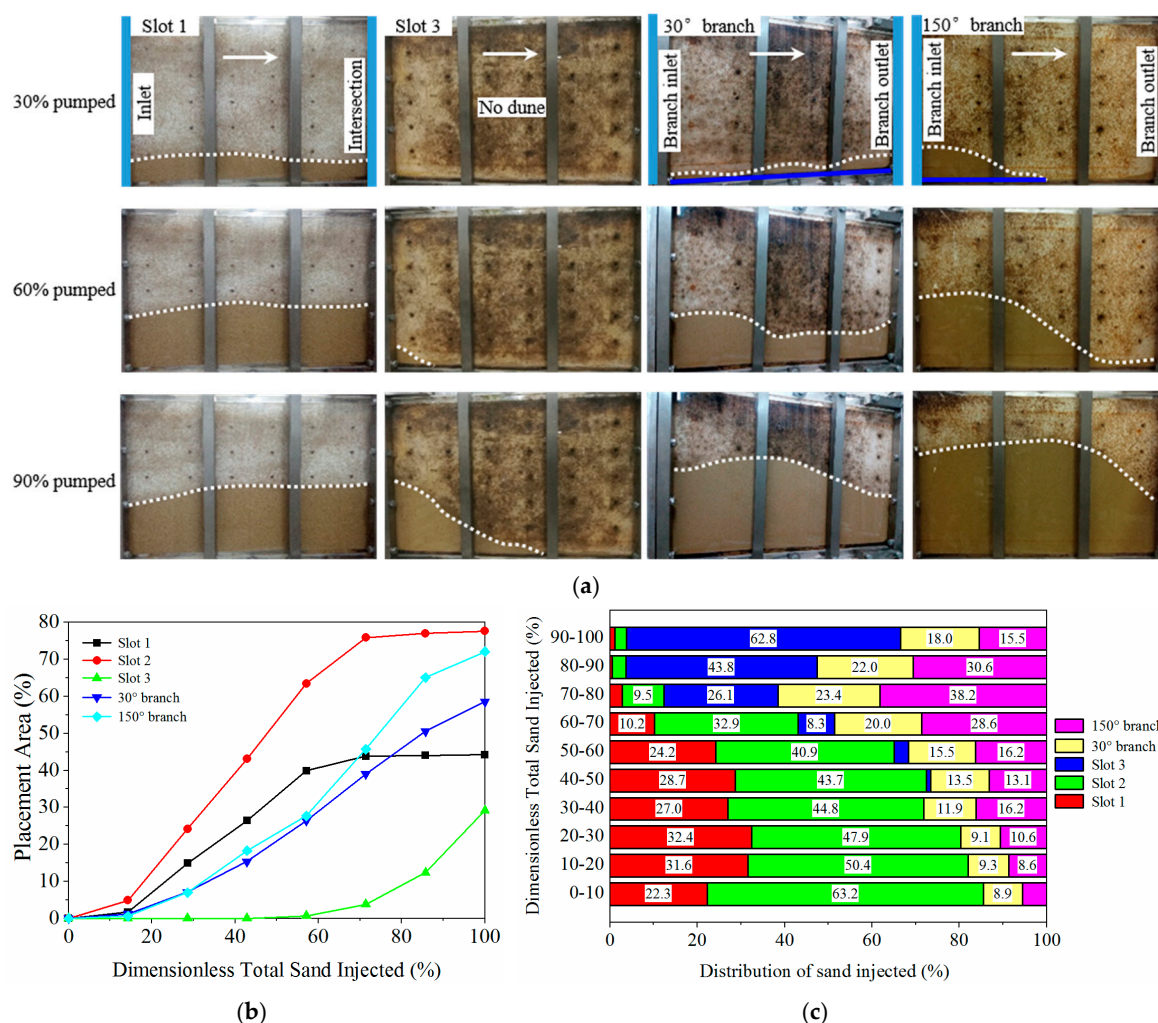 Slot 1
Slot 3
30° branch
150° branch
30% pumped
Inlet
Intersection
No dune
Branch inlet
Branch outlet
Branch inlet
Branch outlet
60% pumped
90% pumped
(a)
Placement Area (%)
80
70
60
50
40
30
20
10
0
Slot 1
Slot 2
Slot 3
30° branch
150° branch
0
20
40
60
80
100
Dimensionless Total Sand Injected (%)
(b)
Dimensionless Total Sand Injected (%)
90-100
62.8
18.0
15.5
80-90
43.8
22.0
30.6
70-80
9.5
26.1
23.4
38.2
60-70
10.2
32.9
8.3
20.0
28.6
50-60
24.2
40.9
15.5
16.2
40-50
28.7
43.7
13.5
13.1
30-40
27.0
44.8
11.9
16.2
20-30
32.4
47.9
9.1
10.6
10-20
31.6
50.4
9.3
8.6
0-10
22.3
63.2
8.9
150° branch
30° branch
Slot 3
Slot 2
Slot 1
0
20
40
60
80
100
Distribution of sand injected (%)
(c)